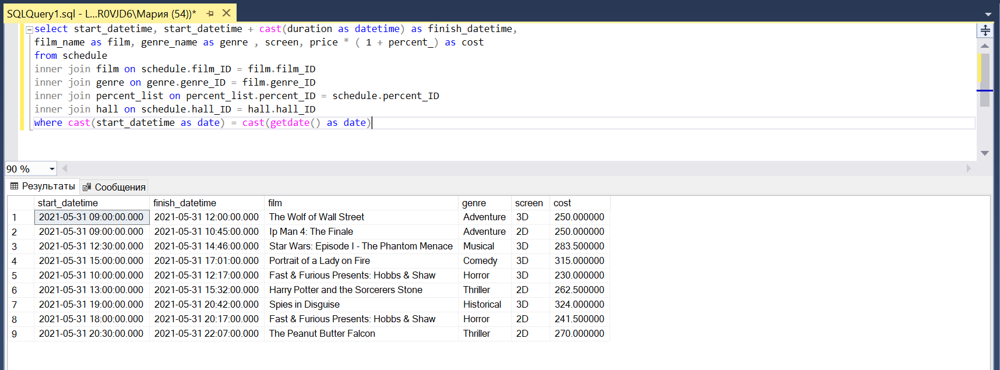 SQLQuery1.sql - L...R0VJD6\Мария (54))*
select start_datetime, start_datetime + cast(duration as datetime) as finish_datetime,
film_name as film, genre_name as genre , screen, price * ( 1 + percent_) as cost
from schedule
inner join film on schedule.film_ID = film.film_ID
inner join genre on genre.genre_ID = film.genre_ID
inner join percent_list on percent_list.percent_ID = schedule.percent_ID
inner join hall on schedule.hall_ID = hall.hall_ID
where cast(start_datetime as date) = cast(getdate() as date)
90 %
Результаты Сообщения
start_datetime finish_datetime film genre screen cost
1 2021-05-31 09:00:00.000 2021-05-31 12:00:00.000 The Wolf of Wall Street Adventure 3D 250.000000
2 2021-05-31 09:00:00.000 2021-05-31 10:45:00.000 Ip Man 4: The Finale Adventure 2D 250.000000
3 2021-05-31 12:30:00.000 2021-05-31 14:46:00.000 Star Wars: Episode I - The Phantom Menace Musical 3D 283.500000
4 2021-05-31 15:00:00.000 2021-05-31 17:01:00.000 Portrait of a Lady on Fire Comedy 3D 315.000000
5 2021-05-31 10:00:00.000 2021-05-31 12:17:00.000 Fast & Furious Presents: Hobbs & Shaw Horror 3D 230.000000
6 2021-05-31 13:00:00.000 2021-05-31 15:32:00.000 Harry Potter and the Sorcerers Stone Thriller 2D 262.500000
7 2021-05-31 19:00:00.000 2021-05-31 20:42:00.000 Spies in Disguise Historical 3D 324.000000
8 2021-05-31 18:00:00.000 2021-05-31 20:17:00.000 Fast & Furious Presents: Hobbs & Shaw Horror 2D 241.500000
9 2021-05-31 20:30:00.000 2021-05-31 22:07:00.000 The Peanut Butter Falcon Thriller 2D 270.000000